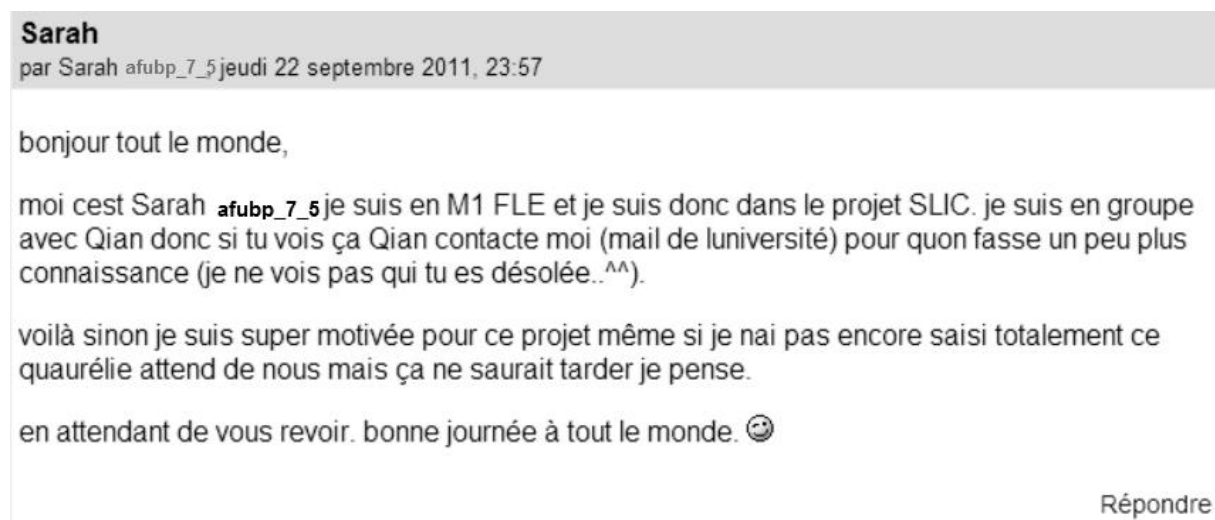 Sarah
par Sarah afubp_7_5 jeudi 22 septembre 2011, 23:57
bonjour tout le monde,
moi cest Sarah afubp_7_5 je suis en M1 FLE et je suis donc dans le projet SLIC. je suis en groupe
avec Qian donc si tu vois ça Qian contacte moi (mail de luniversité) pour quon fasse un peu plus
connaissance (je ne vois pas qui tu es désolée..^^).
voilà sinon je suis super motivée pour ce projet même si je nai pas encore saisi totalement ce
quaurélie attend de nous mais ça ne saurait tarder je pense.
en attendant de vous revoir. bonne journée à tout le monde.
Répondre